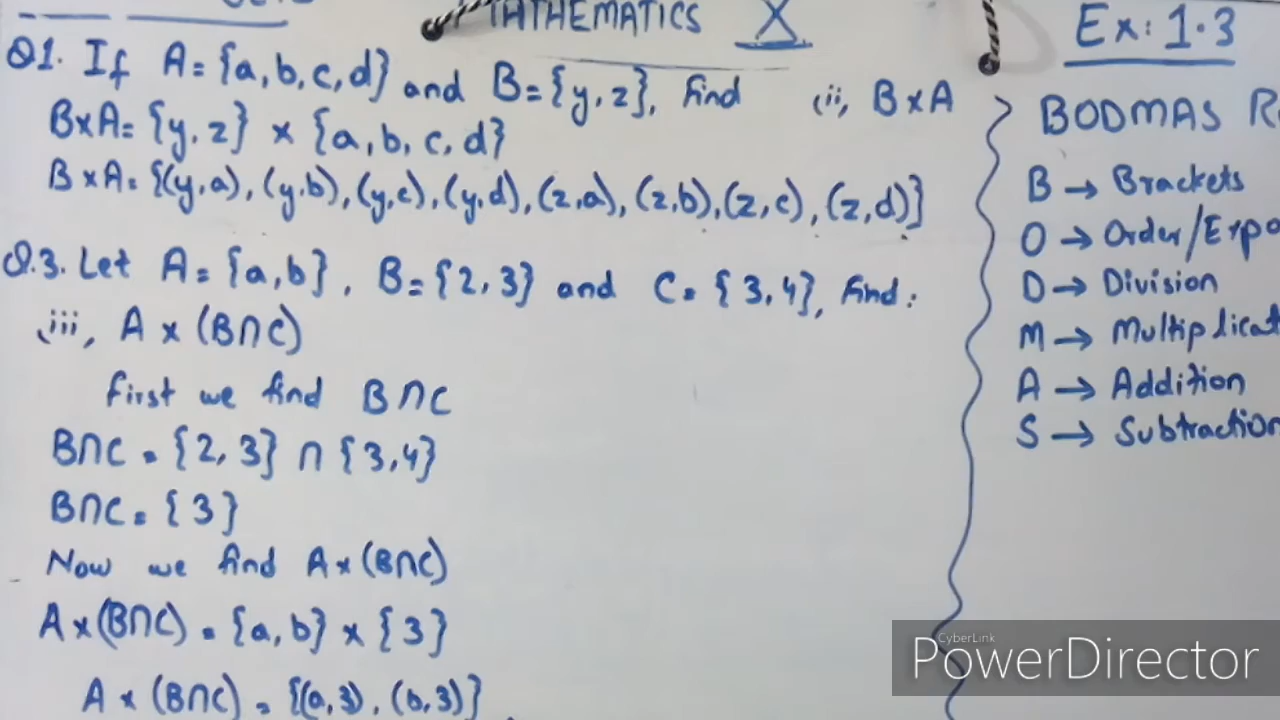 MATHEMATICS X
Ex: 1.3
Q1. If A = {a, b, c, d} and B = {y, z}, find (ii, B×A
B×A = {y, z} × {a, b, c, d}
B×A = {(y,a), (y,b), (y,c), (y,d), (z,a), (z,b), (z,c), (z,d)}
Q.3. Let A = {a, b}, B = {2, 3} and C = {3, 4}, find:
(iii, A × (B∩C)
First we find B∩C
B∩C = {2, 3} ∩ {3, 4}
B∩C = {3}
Now we find A × (B∩C)
A × (B∩C) = {a, b} × {3}
A × (B∩C) = {(a,3), (b,3)}
BODMAS R
B → Brackets
O → Order/Expo
D → Division
M → Multiplicat
A → Addition
S → Subtraction
CyberLink
PowerDirector